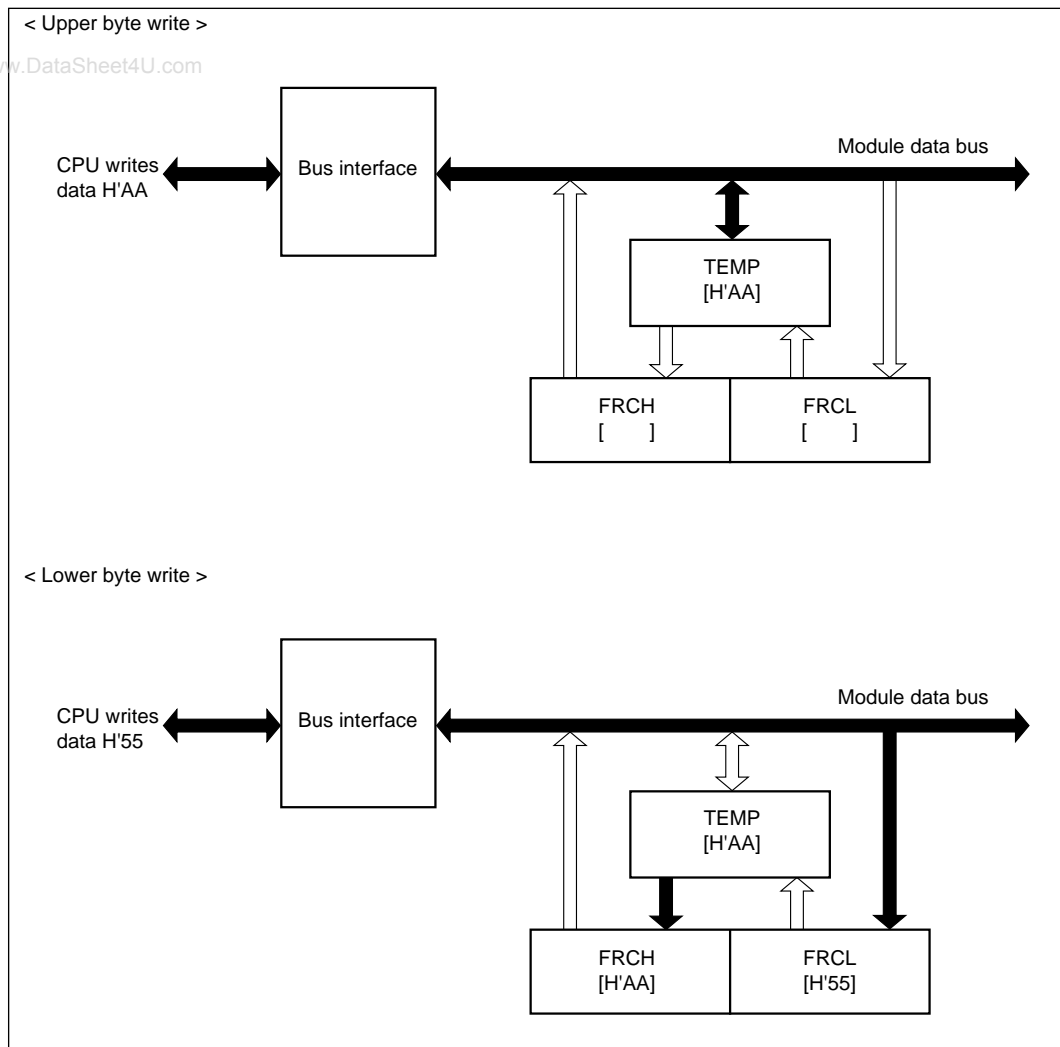 < Upper byte write >
w.DataSheet4U.com
CPU writes
data H'AA
Bus interface
Module data bus
TEMP
[H'AA]
FRCH
[ ]
FRCL
[ ]
< Lower byte write >
CPU writes
data H'55
Bus interface
Module data bus
TEMP
[H'AA]
FRCH
[H'AA]
FRCL
[H'55]